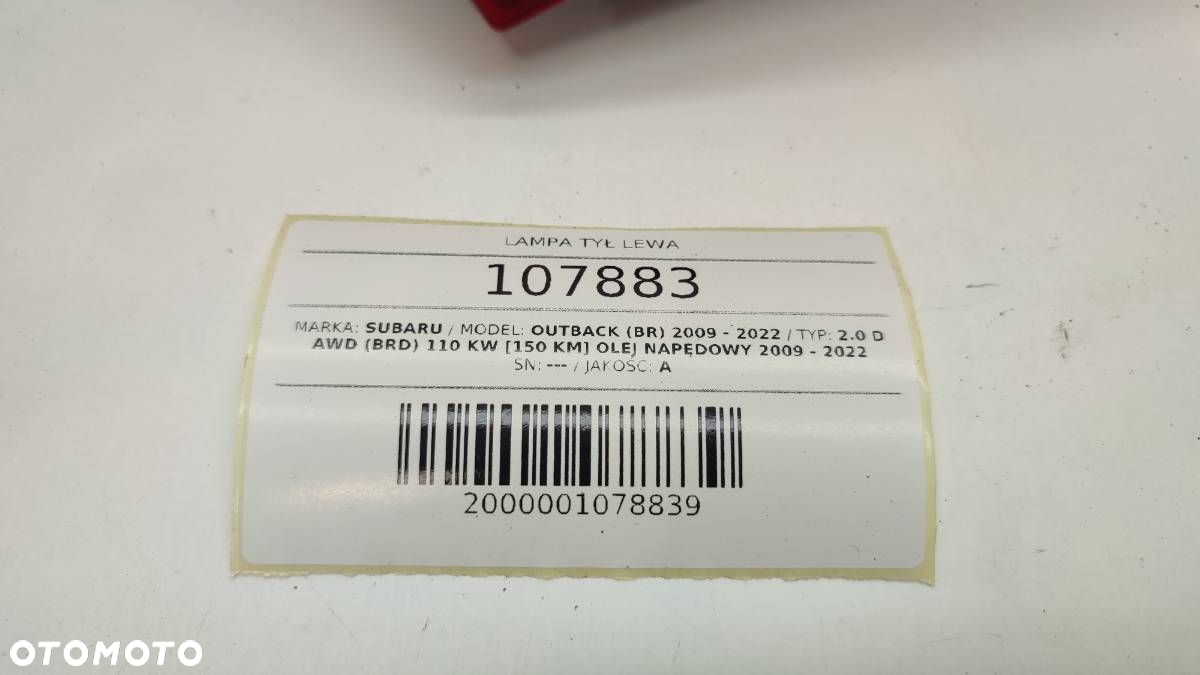 LAMPA TYŁ LEWA
107883
MARKA: SUBARU / MODEL: OUTBACK (BR) 2009 - 2022 / TYP: 2.0 D
AWD (BRD) 110 KW [150 KM] OLEJ NAPĘDOWY 2009 - 2022
SN: --- / JAKOŚĆ: A
2000001078839
OTOMOTO